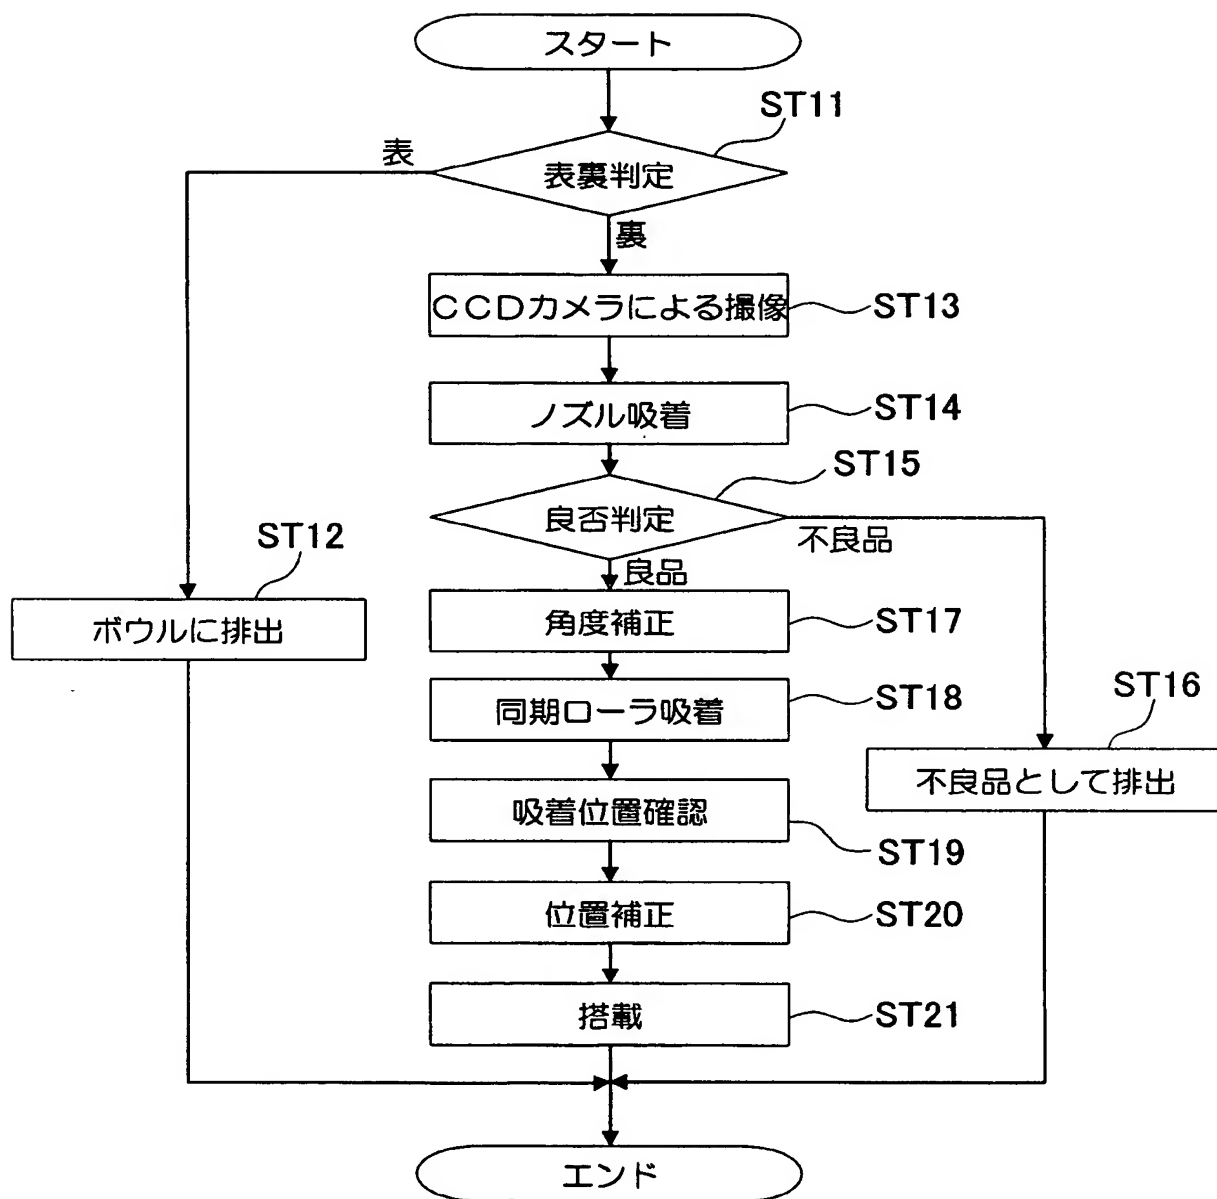 スタート
ST11
表
表裏判定
裏
CCDカメラによる撮像
ST13
ノズル吸着
ST14
ST15
良否判定
不良品
良品
ST12
ボウルに排出
角度補正
ST17
同期ローラ吸着
ST18
ST16
不良品として排出
吸着位置確認
ST19
位置補正
ST20
搭載
ST21
エンド